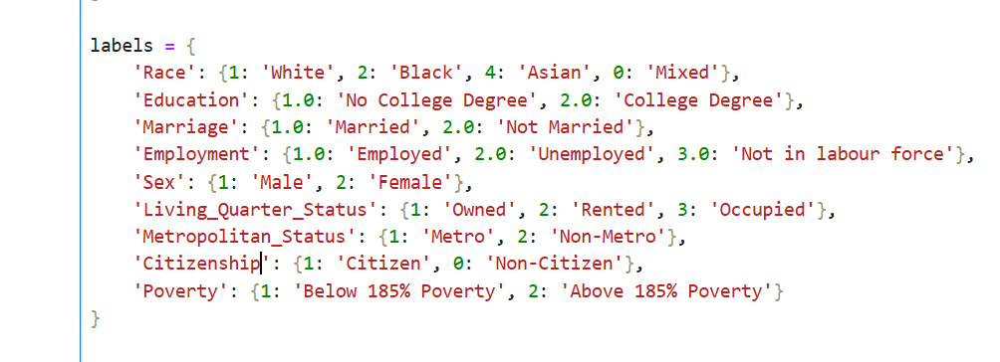 labels = {
    'Race': {1: 'White', 2: 'Black', 4: 'Asian', 0: 'Mixed'},
    'Education': {1.0: 'No College Degree', 2.0: 'College Degree'},
    'Marriage': {1.0: 'Married', 2.0: 'Not Married'},
    'Employment': {1.0: 'Employed', 2.0: 'Unemployed', 3.0: 'Not in labour force'},
    'Sex': {1: 'Male', 2: 'Female'},
    'Living_Quarter_Status': {1: 'Owned', 2: 'Rented', 3: 'Occupied'},
    'Metropolitan_Status': {1: 'Metro', 2: 'Non-Metro'},
    'Citizenship': {1: 'Citizen', 0: 'Non-Citizen'},
    'Poverty': {1: 'Below 185% Poverty', 2: 'Above 185% Poverty'}
}